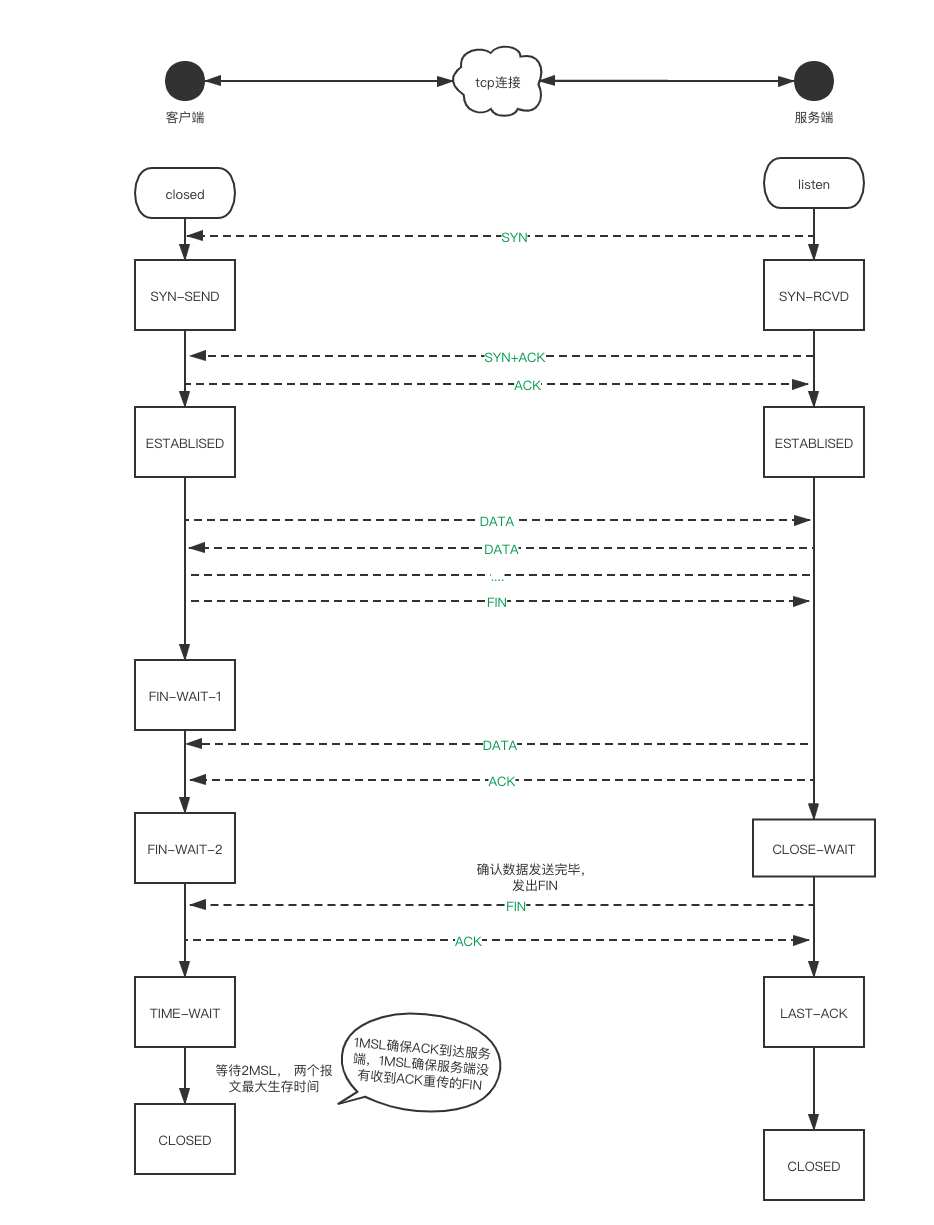 tcp连接
客户端
服务端
closed
listen
SYN
SYN-SEND
SYN-RCVD
SYN+ACK
ACK
ESTABLISED
ESTABLISED
DATA
DATA
....
FIN
FIN-WAIT-1
DATA
ACK
FIN-WAIT-2
CLOSE-WAIT
确认数据发送完毕，
发出FIN
FIN
ACK
TIME-WAIT
LAST-ACK
1MSL确保ACK到达服务
端，1MSL确保服务端没
有收到ACK重传的FIN
等待2MSL， 两个报
文最大生存时间
CLOSED
CLOSED